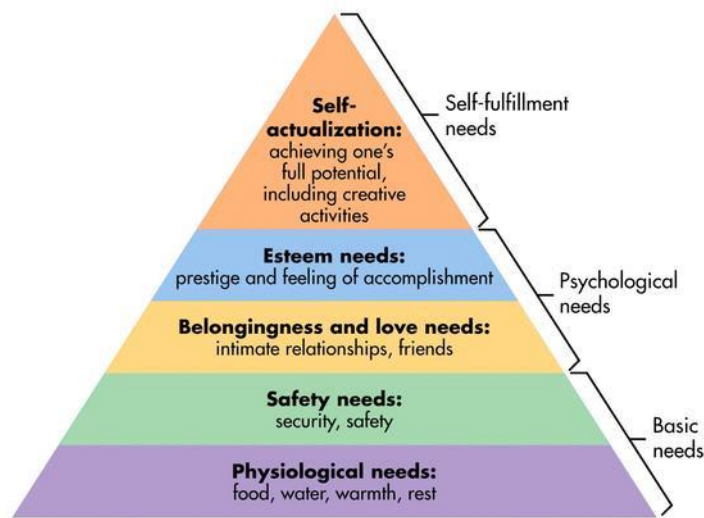 Self-
actualization:
achieving one's
full potential,
including creative
activities
Self-fulfillment
needs
Esteem needs:
prestige and feeling of accomplishment
Psychological
needs
Belongingness and love needs:
intimate relationships, friends
Safety needs:
security, safety
Basic
needs
Physiological needs:
food, water, warmth, rest